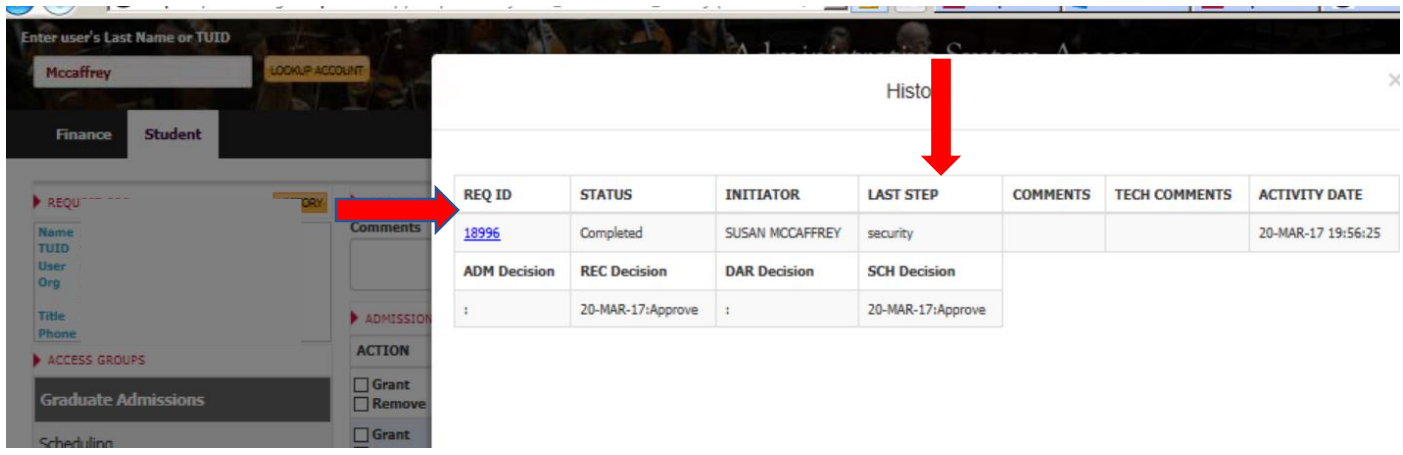 Enter user's Last Name or TUID
Mccaffrey
LOOKUP ACCOUNT
Finance Student
Histo
REQ ID STATUS INITIATOR LAST STEP COMMENTS TECH COMMENTS ACTIVITY DATE
18996 Completed SUSAN MCCAFFREY security 20-MAR-17 19:56:25
ADM Decision REC Decision DAR Decision SCH Decision
: 20-MAR-17:Approve : 20-MAR-17:Approve
Name
TUID
User
Org
Title
Phone
ACCESS GROUPS
Graduate Admissions
Scheduling
Comments
ADMISSION
ACTION
Grant
Remove
Grant